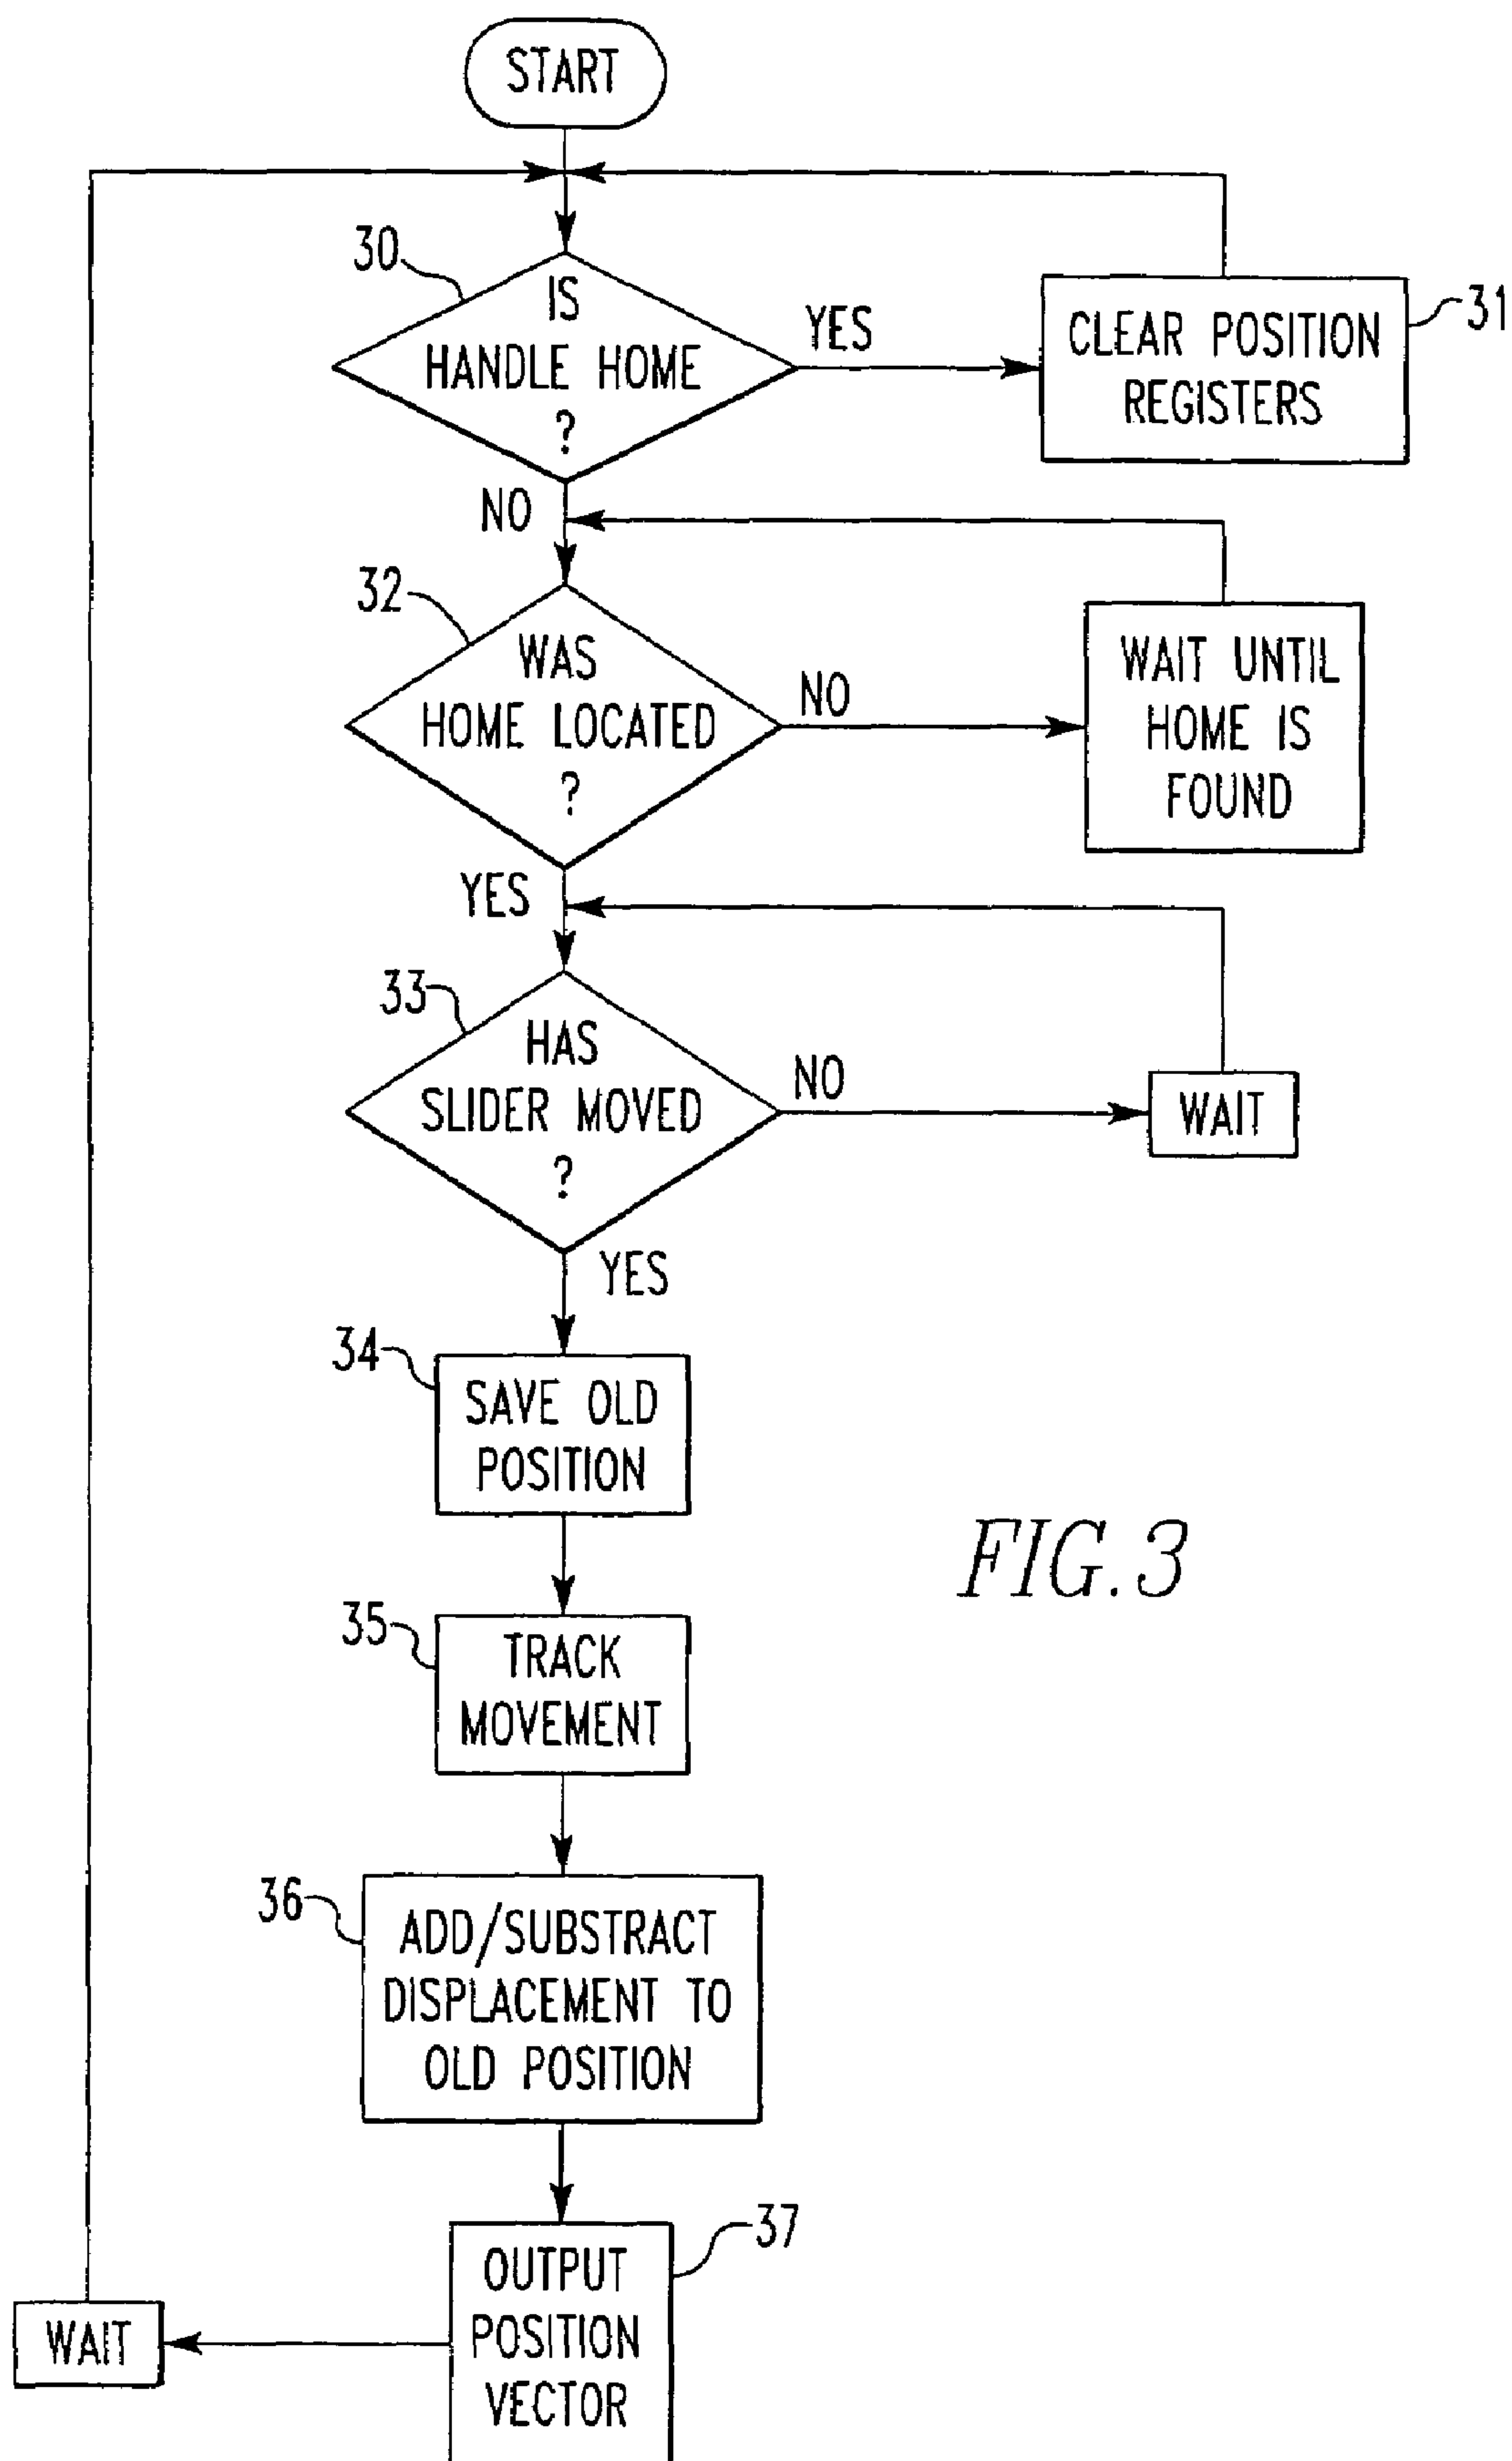 START
30
IS
HANDLE HOME
?
YES
CLEAR POSITION
REGISTERS
31
NO
32
WAS
HOME LOCATED
?
NO
WAIT UNTIL
HOME IS
FOUND
YES
33
HAS
SLIDER MOVED
?
NO
WAIT
YES
34
SAVE OLD
POSITION
FIG. 3
35
TRACK
MOVEMENT
36
ADD/SUBSTRACT
DISPLACEMENT TO
OLD POSITION
37
OUTPUT
POSITION
VECTOR
WAIT